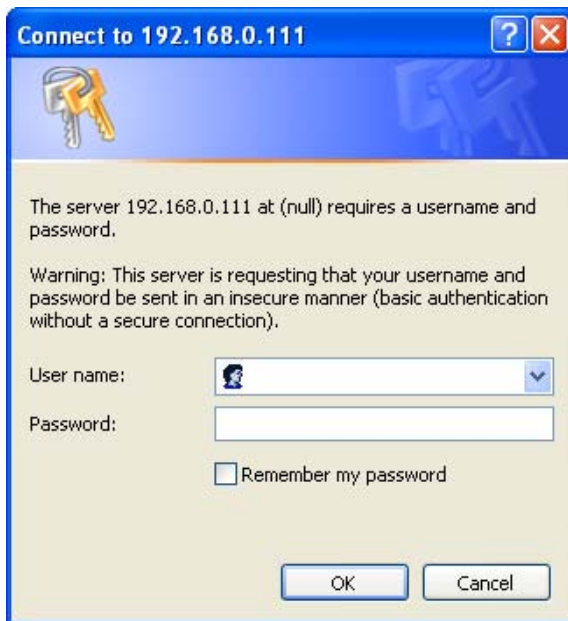 Connect to 192.168.0.111
The server 192.168.0.111 at (null) requires a username and
password.
Warning: This server is requesting that your username and
password be sent in an insecure manner (basic authentication
without a secure connection).
User name:
Password:
Remember my password
OK Cancel